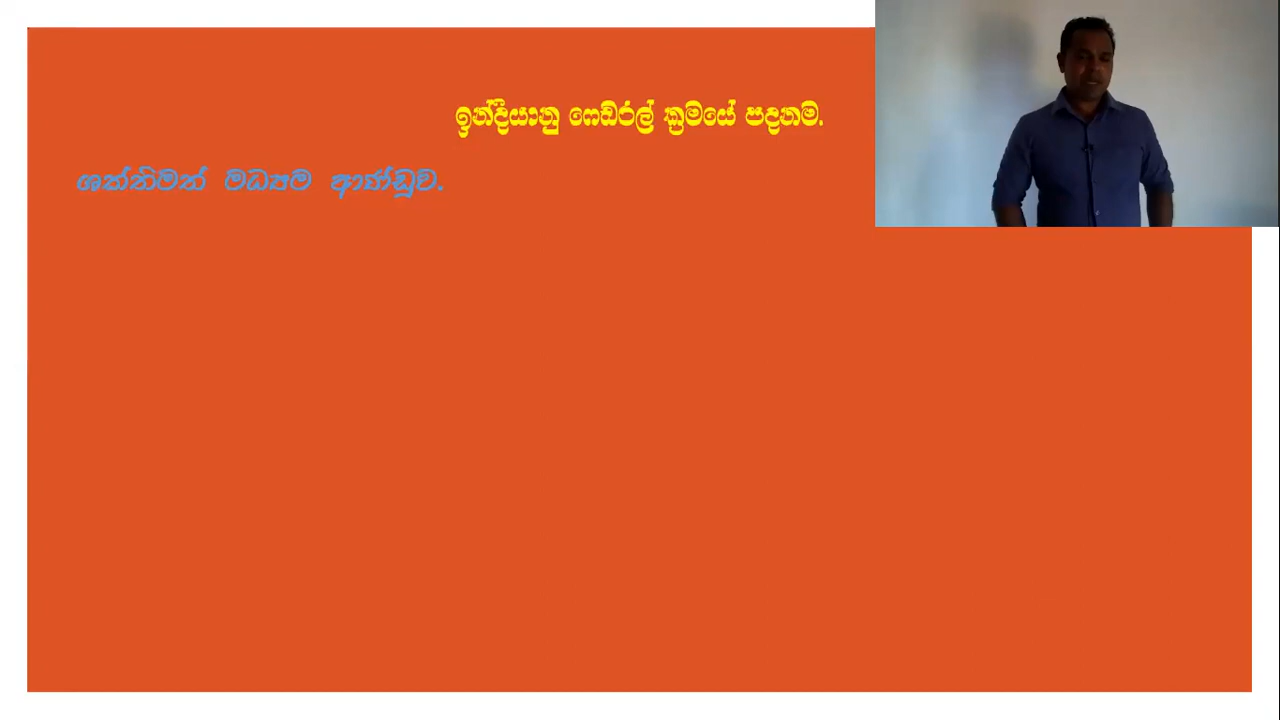 ඉන්දීයානු ෆෙඩරල් ක්‍රමයේ පදනම.
ශක්තිමත් මධ්‍යම ආණ්ඩුව.